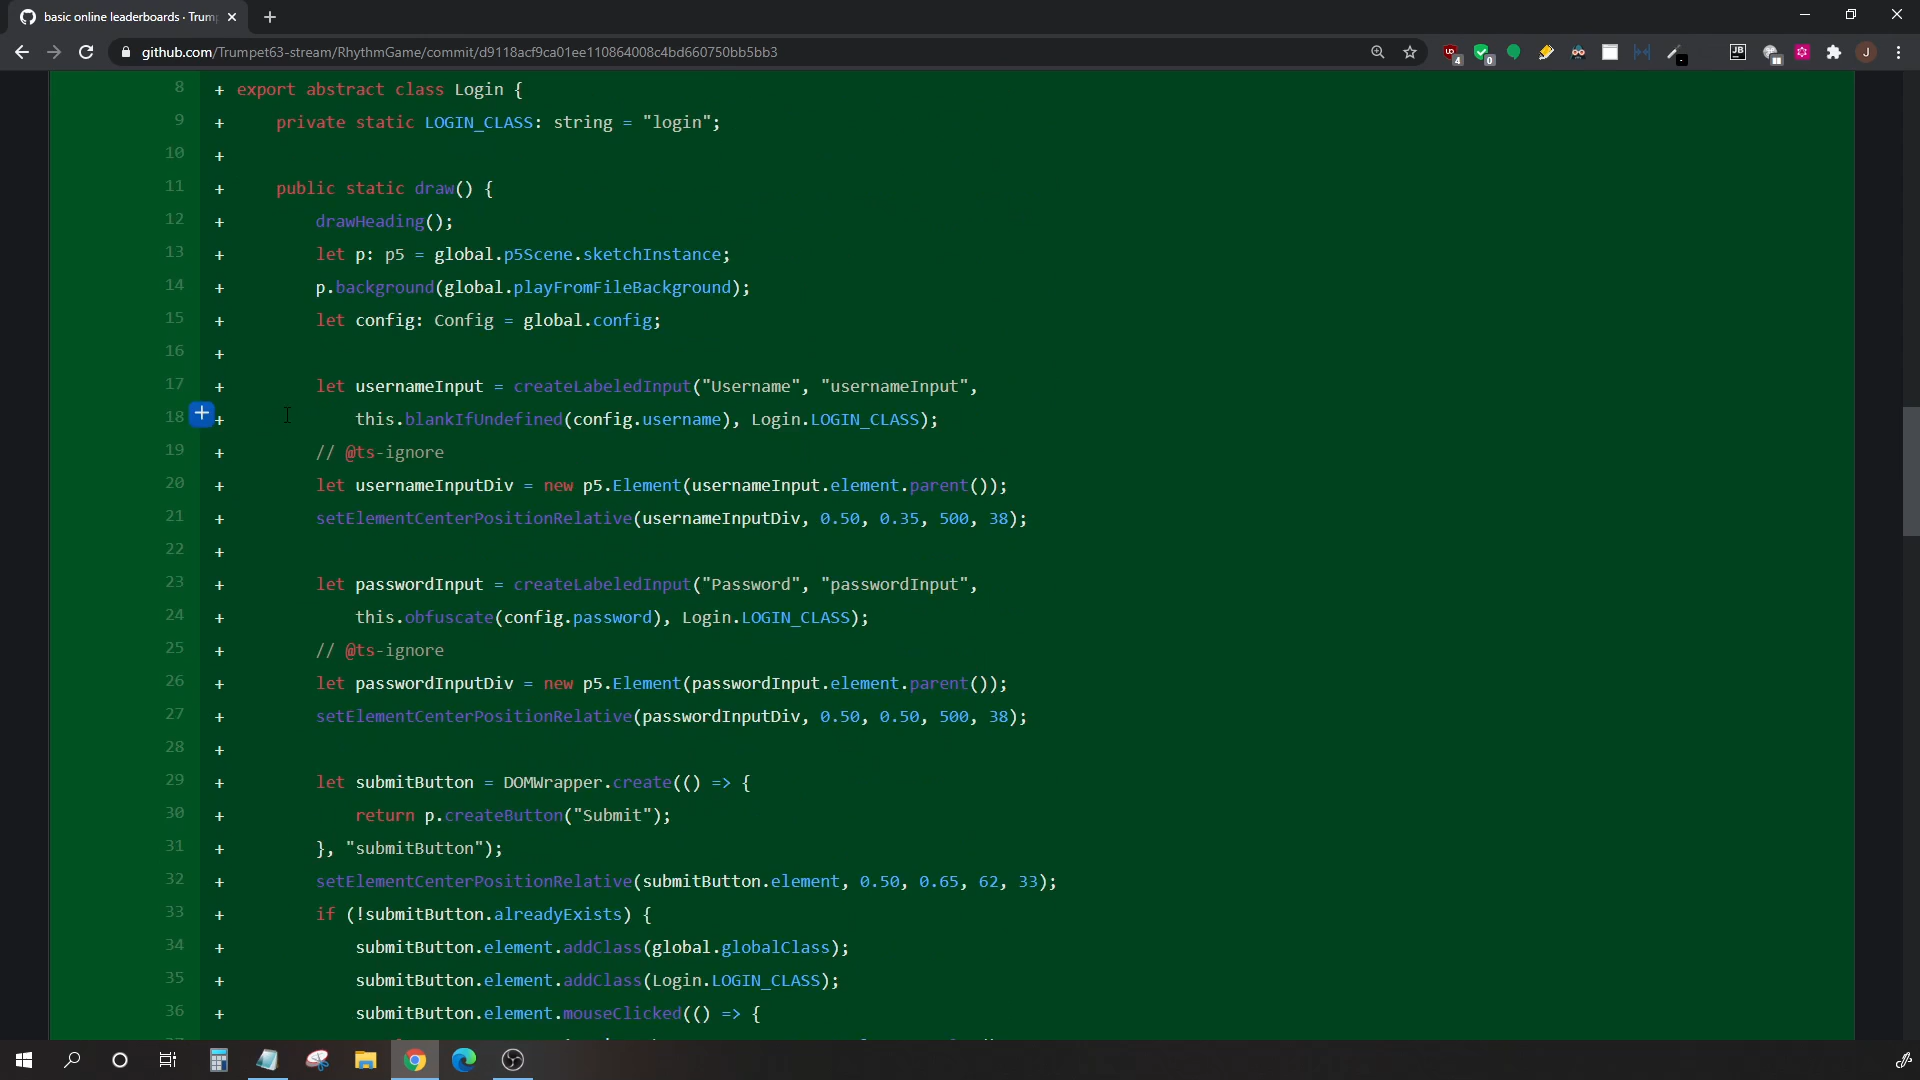 basic online leaderboards · Trump
github.com/Trumpet63-stream/RhythmGame/commit/d9118acf9ca01ee110864008c4bd660750bb5bb3
4
0
JB
J
8 + export abstract class Login {
9 + private static LOGIN_CLASS: string = "login";
10 +
11 + public static draw() {
12 + drawHeading();
13 + let p: p5 = global.p5Scene.sketchInstance;
14 + p.background(global.playFromFileBackground);
15 + let config: Config = global.config;
16 +
17 + let usernameInput = createLabeledInput("Username", "usernameInput",
18 + this.blankIfUndefined(config.username), Login.LOGIN_CLASS);
19 + // @ts-ignore
20 + let usernameInputDiv = new p5.Element(usernameInput.element.parent());
21 + setElementCenterPositionRelative(usernameInputDiv, 0.50, 0.35, 500, 38);
22 +
23 + let passwordInput = createLabeledInput("Password", "passwordInput",
24 + this.obfuscate(config.password), Login.LOGIN_CLASS);
25 + // @ts-ignore
26 + let passwordInputDiv = new p5.Element(passwordInput.element.parent());
27 + setElementCenterPositionRelative(passwordInputDiv, 0.50, 0.50, 500, 38);
28 +
29 + let submitButton = DOMWrapper.create(() => {
30 + return p.createButton("Submit");
31 + }, "submitButton");
32 + setElementCenterPositionRelative(submitButton.element, 0.50, 0.65, 62, 33);
33 + if (!submitButton.alreadyExists) {
34 + submitButton.element.addClass(global.globalClass);
35 + submitButton.element.addClass(Login.LOGIN_CLASS);
36 + submitButton.element.mouseClicked(() => {